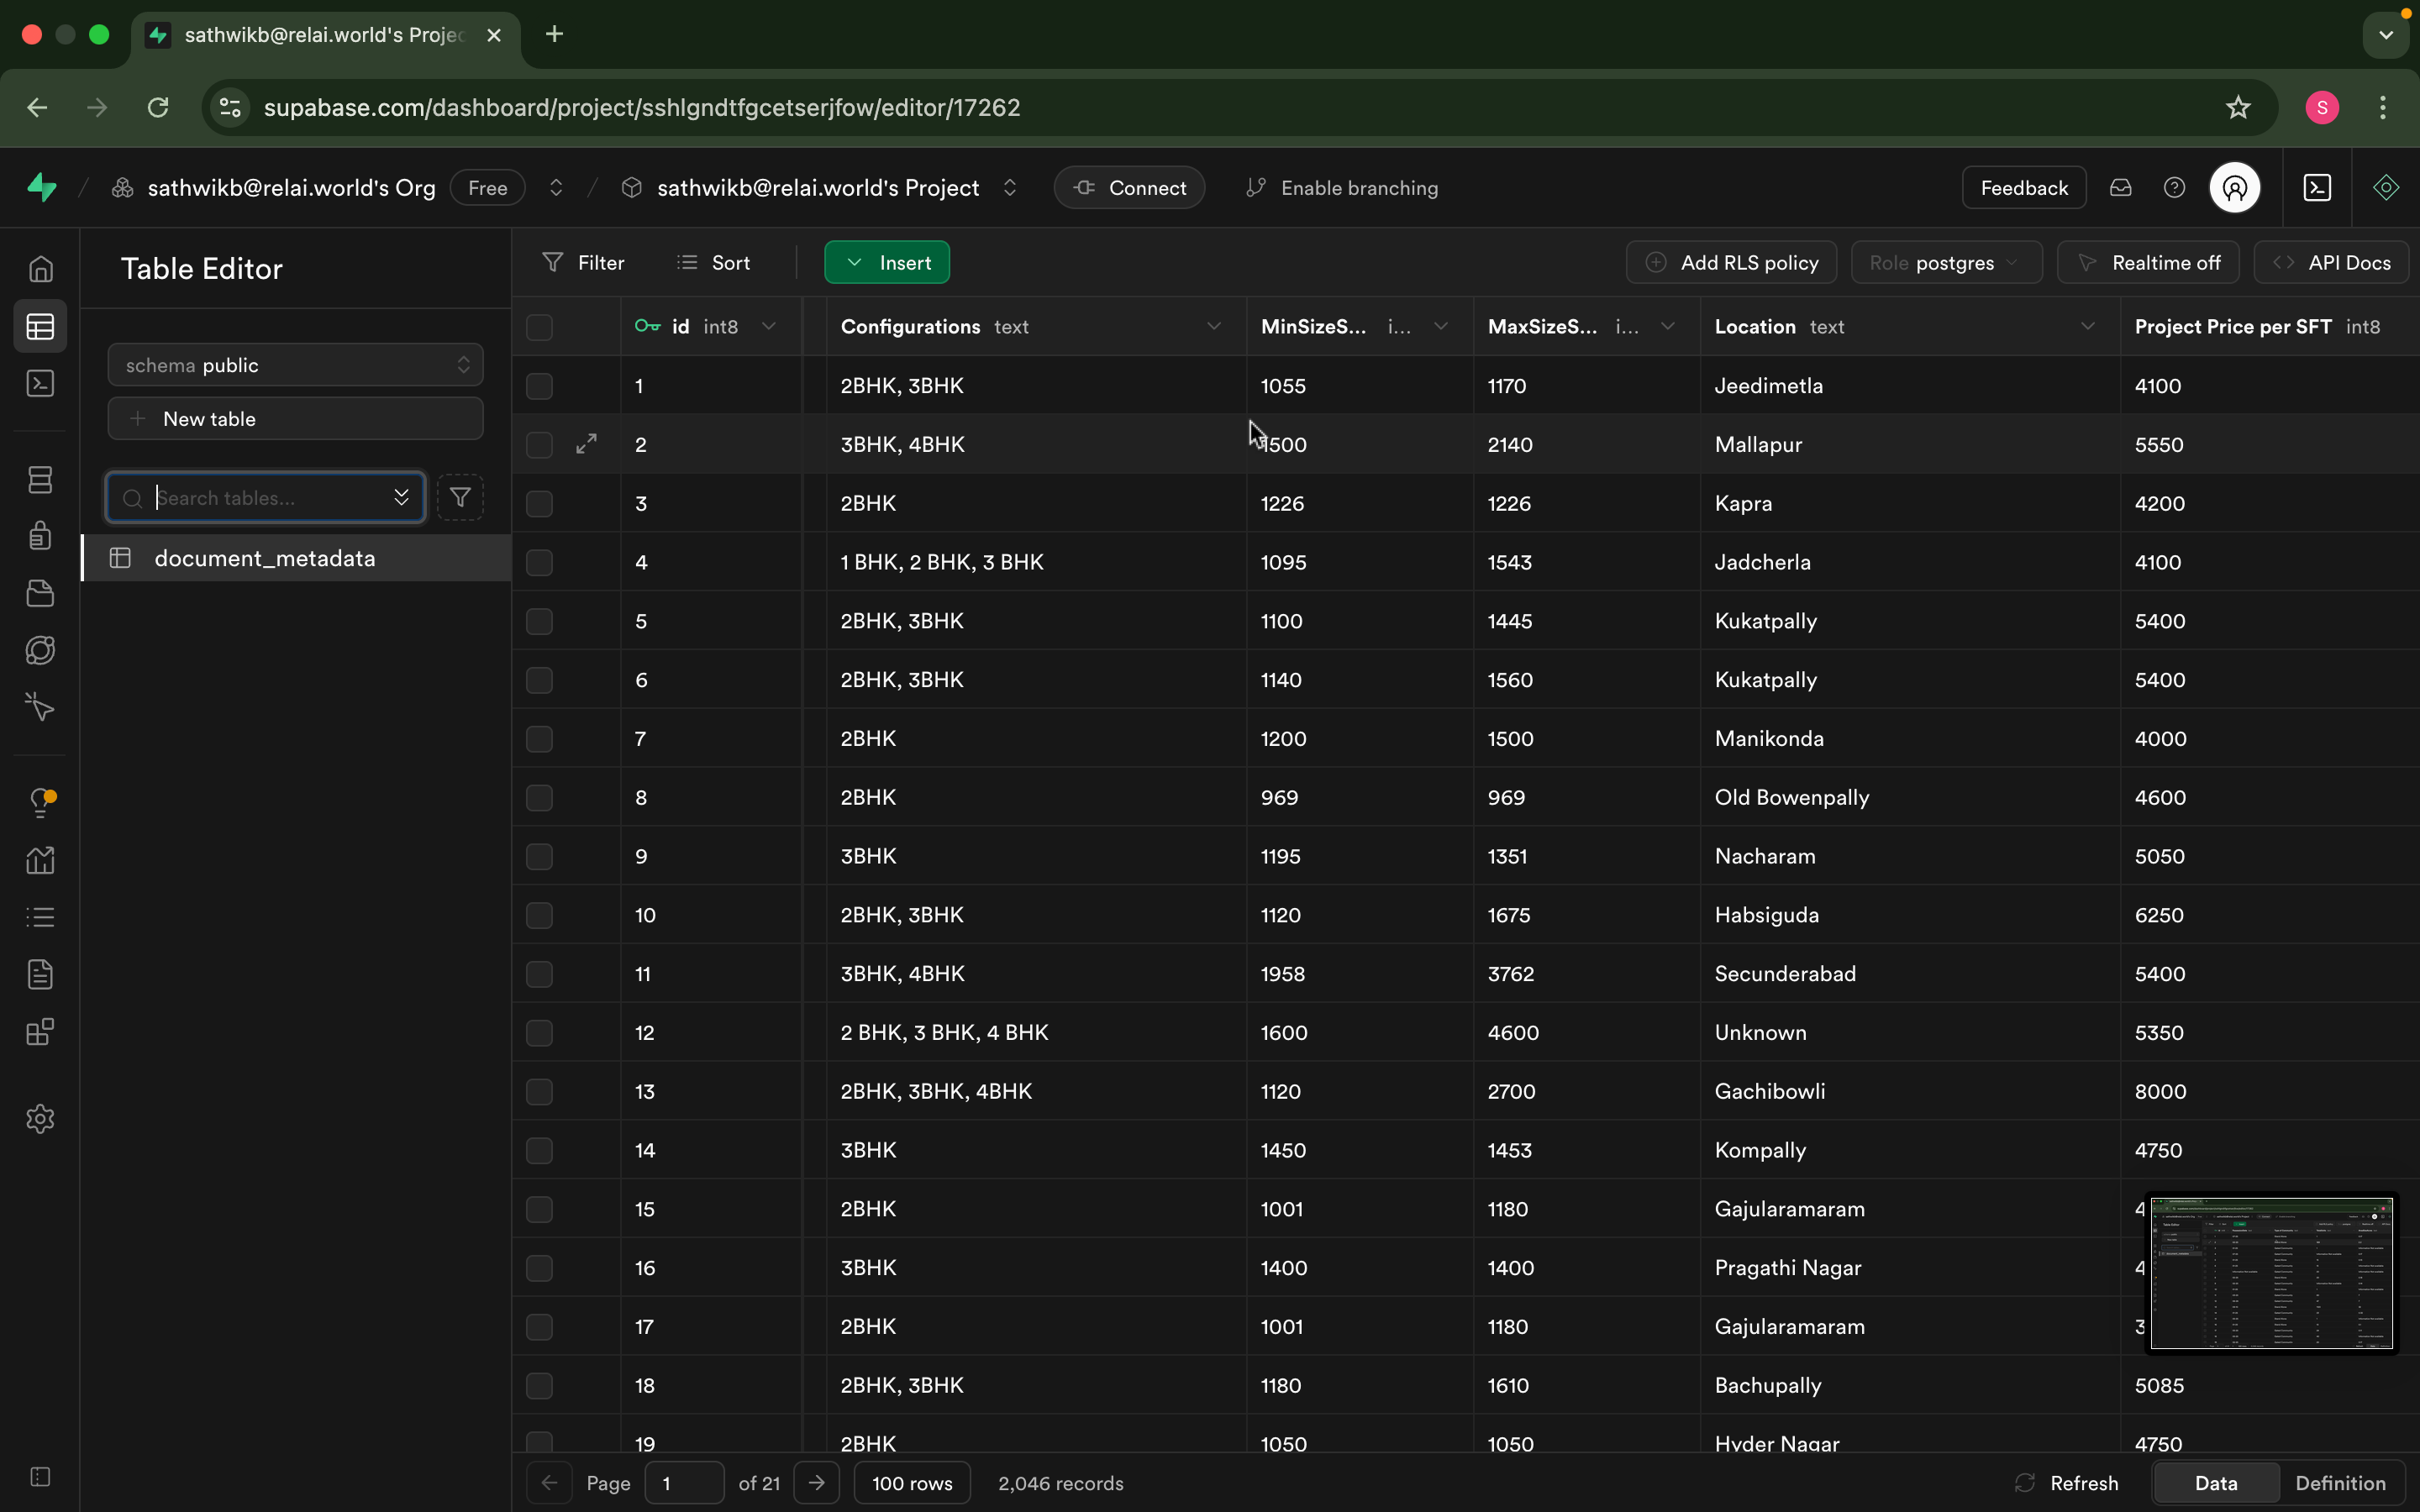 sathwikb@relai.world's Projec
supabase.com/dashboard/project/sshlgndtfgcetserjfow/editor/17262
S
sathwikb@relai.world's Org Free sathwikb@relai.world's Project Connect Enable branching Feedback
Table Editor
schema public
New table
Search tables...
document_metadata
Filter Sort Insert Add RLS policy Role postgres Realtime off API Docs
id int8 Configurations text MinSizeS... i... MaxSizeS... i... Location text Project Price per SFT int8
1 2BHK, 3BHK 1055 1170 Jeedimetla 4100
2 3BHK, 4BHK 1500 2140 Mallapur 5550
3 2BHK 1226 1226 Kapra 4200
4 1 BHK, 2 BHK, 3 BHK 1095 1543 Jadcherla 4100
5 2BHK, 3BHK 1100 1445 Kukatpally 5400
6 2BHK, 3BHK 1140 1560 Kukatpally 5400
7 2BHK 1200 1500 Manikonda 4000
8 2BHK 969 969 Old Bowenpally 4600
9 3BHK 1195 1351 Nacharam 5050
10 2BHK, 3BHK 1120 1675 Habsiguda 6250
11 3BHK, 4BHK 1958 3762 Secunderabad 5400
12 2 BHK, 3 BHK, 4 BHK 1600 4600 Unknown 5350
13 2BHK, 3BHK, 4BHK 1120 2700 Gachibowli 8000
14 3BHK 1450 1453 Kompally 4750
15 2BHK 1001 1180 Gajularamaram
16 3BHK 1400 1400 Pragathi Nagar
17 2BHK 1001 1180 Gajularamaram
18 2BHK, 3BHK 1180 1610 Bachupally 5085
19 2BHK 1050 1050 Hyder Nagar 4750
Page 1 of 21 100 rows 2,046 records Refresh Data Definition